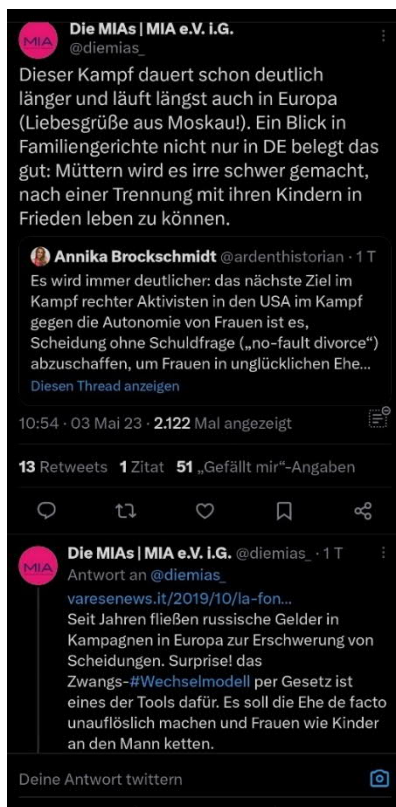 Die MIAs | MIA e.V. i.G.
MIA
@diemias_
Dieser Kampf dauert schon deutlich
länger und läuft längst auch in Europa
(Liebesgrüße aus Moskau!). Ein Blick in
Familiengerichte nicht nur in DE belegt das
gut: Müttern wird es irre schwer gemacht,
nach einer Trennung mit ihren Kindern in
Frieden leben zu können.
Annika Brockschmidt @ardenthistorian · 1 T
Es wird immer deutlicher: das nächste Ziel im
Kampf rechter Aktivisten in den USA im Kampf
gegen die Autonomie von Frauen ist es,
Scheidung ohne Schuldfrage („no-fault divorce“)
abzuschaffen, um Frauen in unglücklichen Ehe...
Diesen Thread anzeigen
10:54 · 03 Mai 23 · 2.122 Mal angezeigt
13 Retweets 1 Zitat 51 „Gefällt mir“-Angaben
Die MIAs | MIA e.V. i.G. @diemias_ · 1 T
MIA
Antwort an @diemias_
varesenews.it/2019/10/la-fon...
Seit Jahren fließen russische Gelder in
Kampagnen in Europa zur Erschwerung von
Scheidungen. Surprise! das
Zwangs-#Wechselmodell per Gesetz ist
eines der Tools dafür. Es soll die Ehe de facto
unauflöslich machen und Frauen wie Kinder
an den Mann ketten.
Deine Antwort twittern